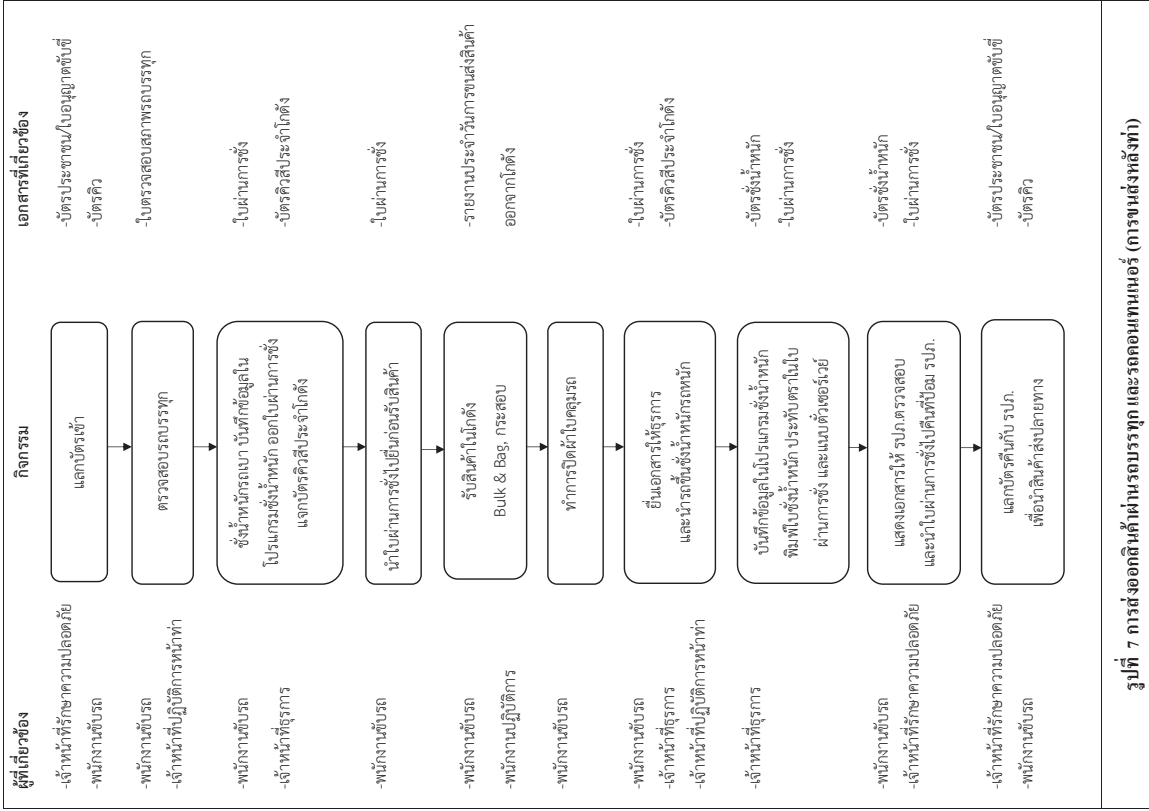 ผู้ที่เกี่ยวข้อง
กิจกรรม
เอกสารที่เกี่ยวข้อง
-เจ้าหน้าที่รักษาความปลอดภัย
-พนักงานขับรถ
แลกบัตรเข้า
-บัตรประชาชน/ใบอนุญาตขับขี่
-บัตรคิว
-พนักงานขับรถ
-เจ้าหน้าที่ปฏิบัติการหน้าท่า
ตรวจสอบรถบรรทุก
-ใบตรวจสอบสภาพรถบรรทุก
-พนักงานขับรถ
-เจ้าหน้าที่ธุรการ
ชั่งน้ำหนักรถเบา บันทึกข้อมูลใน
โปรแกรมชั่งน้ำหนัก ออกใบผ่านการชั่ง
แจกบัตรคิวสีประจำโกดัง
-ใบผ่านการชั่ง
-บัตรคิวสีประจำโกดัง
-พนักงานขับรถ
นำใบผ่านการชั่งไปยื่นก่อนรับสินค้า
-ใบผ่านการชั่ง
-พนักงานขับรถ
-พนักงานปฏิบัติการ
รับสินค้าในโกดัง
Bulk & Bag, กระสอบ
-รายงานประจำวันการขนส่งสินค้า
ออกจากโกดัง
-พนักงานขับรถ
ทำการปิดผ้าใบคลุมรถ
-พนักงานขับรถ
-เจ้าหน้าที่ธุรการ
-เจ้าหน้าที่ปฏิบัติการหน้าท่า
ยื่นเอกสารให้ธุรการ
และนำรถขึ้นชั่งน้ำหนักรถหนัก
-ใบผ่านการชั่ง
-บัตรคิวสีประจำโกดัง
-เจ้าหน้าที่ธุรการ
บันทึกข้อมูลในโปรแกรมชั่งน้ำหนัก
พิมพ์ใบชั่งน้ำหนัก ประทับตราในใบ
ผ่านการชั่ง และแนบตั๋วเซอร์เวย์
-บัตรชั่งน้ำหนัก
-ใบผ่านการชั่ง
-พนักงานขับรถ
-เจ้าหน้าที่รักษาความปลอดภัย
แสดงเอกสารให้ รปภ.ตรวจสอบ
และนำใบผ่านการชั่งไปคืนที่ป้อม รปภ.
-บัตรชั่งน้ำหนัก
-ใบผ่านการชั่ง
-เจ้าหน้าที่รักษาความปลอดภัย
-พนักงานขับรถ
แลกบัตรคืนกับ รปภ.
เพื่อนำสินค้าส่งปลายทาง
-บัตรประชาชน/ใบอนุญาตขับขี่
-บัตรคิว
รูปที่ 7 การส่งออกสินค้าผ่านรถบรรทุก และรถคอนเทนเนอร์ (การขนส่งหลังท่า)